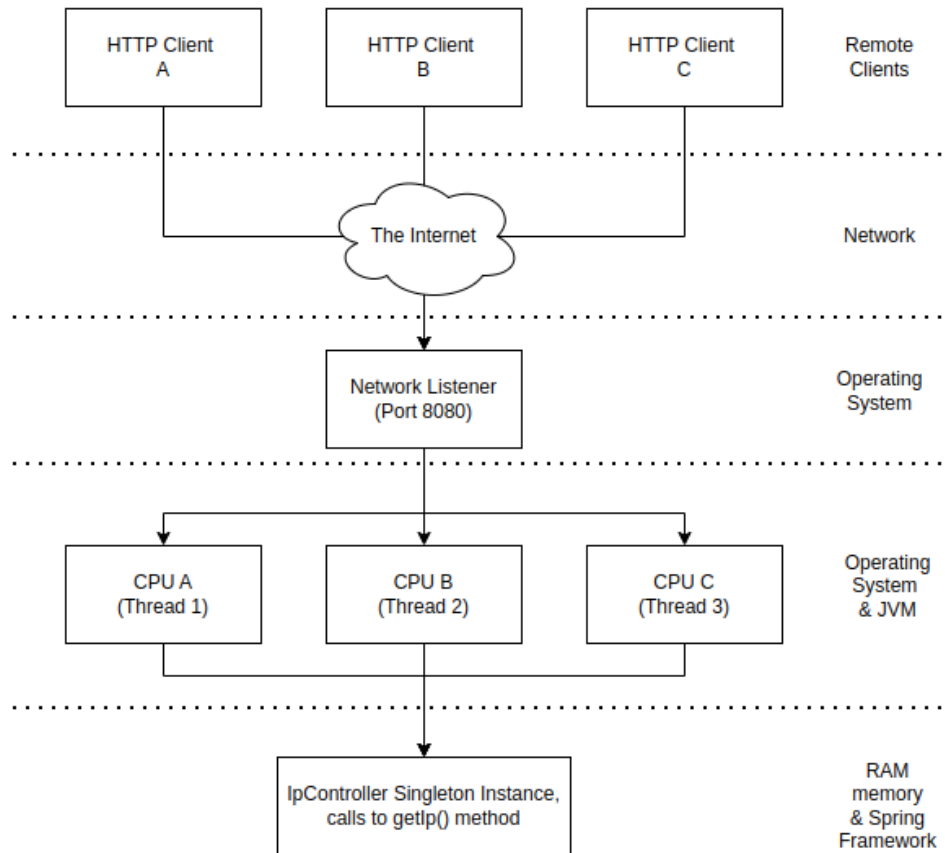 HTTP Client
A
HTTP Client
B
HTTP Client
C
Remote
Clients
The Internet
Network
Network Listener
(Port 8080)
Operating
System
CPU A
(Thread 1)
CPU B
(Thread 2)
CPU C
(Thread 3)
Operating
System
& JVM
IpController Singleton Instance,
calls to getIp() method
RAM
memory
& Spring
Framework